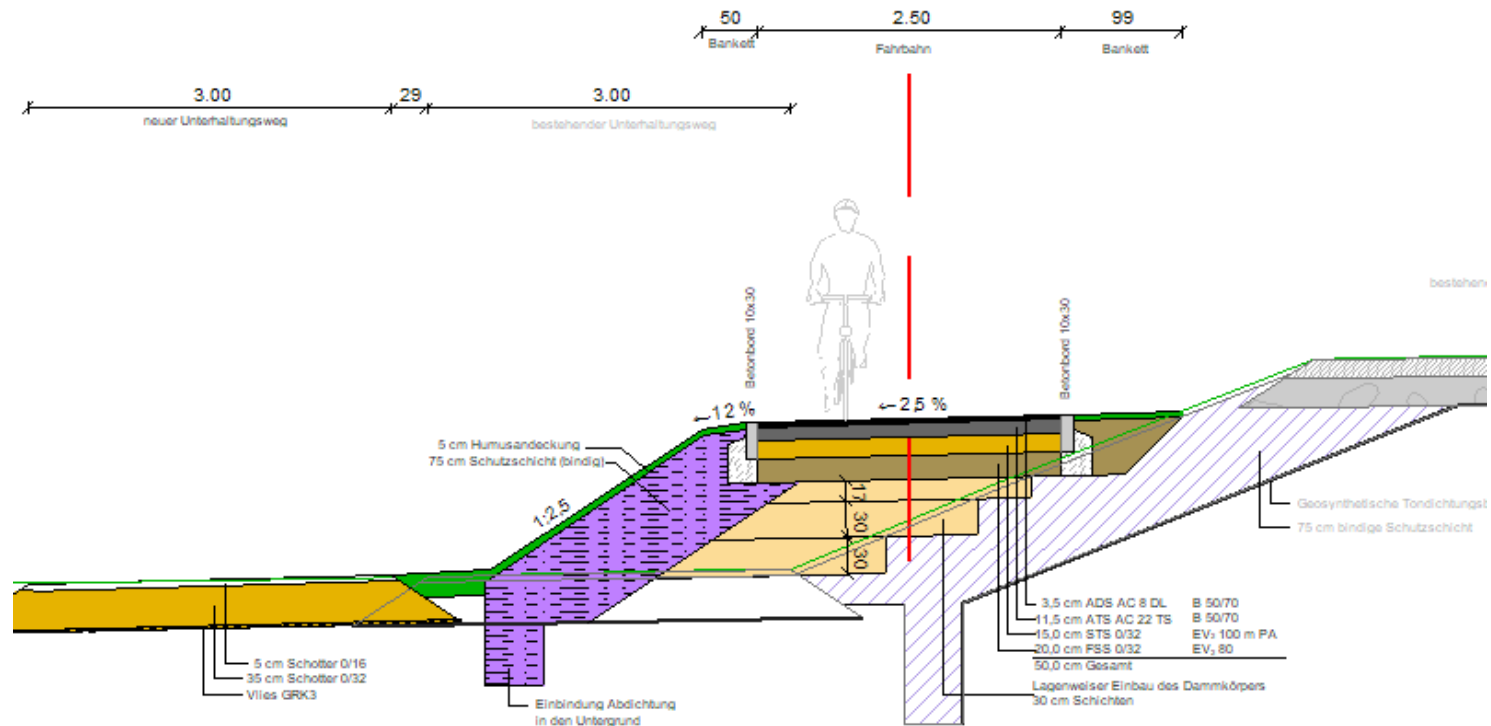 50
2.50
99
Bankett
Fahrbahn
Bankett
3.00
29
3.00
neuer Unterhaltungsweg
bestehender Unterhaltungsweg
Betonbord 10x30
Betonbord 10x30
12 %
2,5 %
5 cm Humusandeckung
75 cm Schutzschicht (bindig)
1:2,5
17
30
30
Geosynthetische Tondichtungsb
75 cm bindige Schutzschicht
3,5 cm ADS AC 8 DL B 50/70
11,5 cm ATS AC 22 TS B 50/70
15,0 cm STS 0/32 EV₂ 100 m PA
20,0 cm FSS 0/32 EV₂ 80
50,0 cm Gesamt
Lagenweiser Einbau des Dammkörpers
30 cm Schichten
5 cm Schotter 0/16
35 cm Schotter 0/32
Vlies GRK3
Einbindung Abdichtung
in den Untergrund